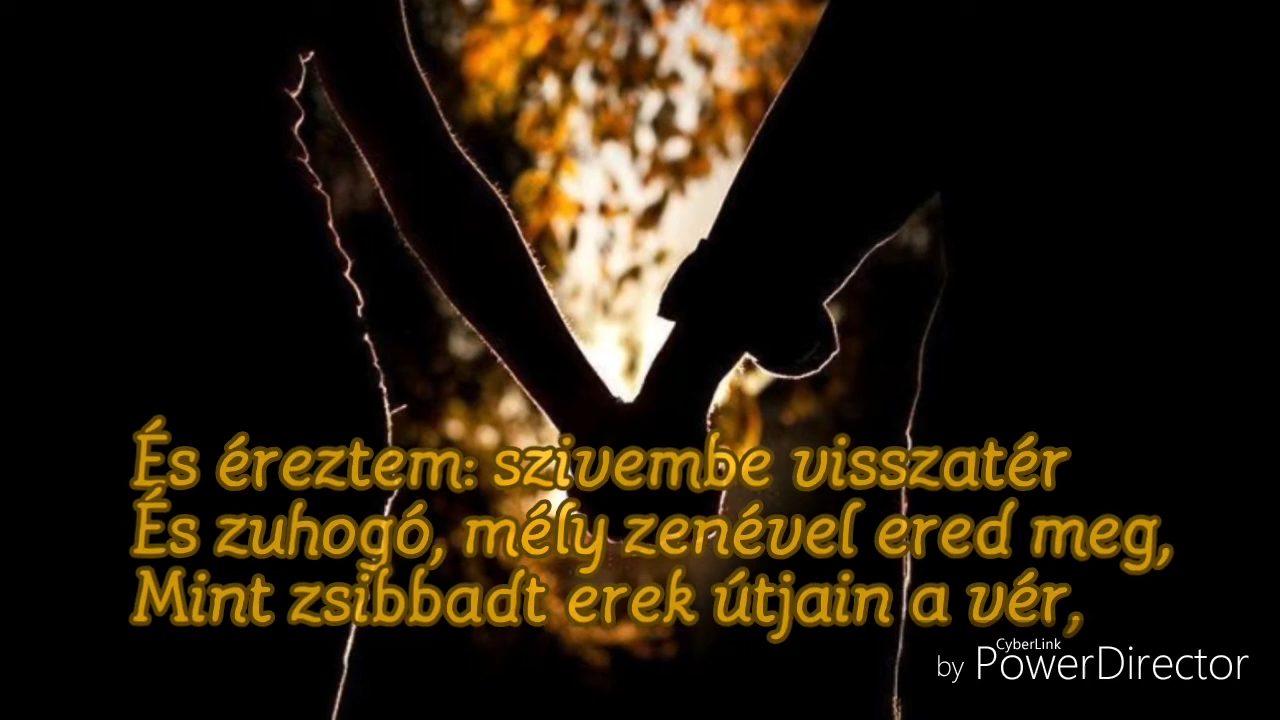 És éreztem: szivembe visszatér
És zuhogó, mély zenével ered meg,
Mint zsibbadt erek útjain a vér,
CyberLink
by PowerDirector